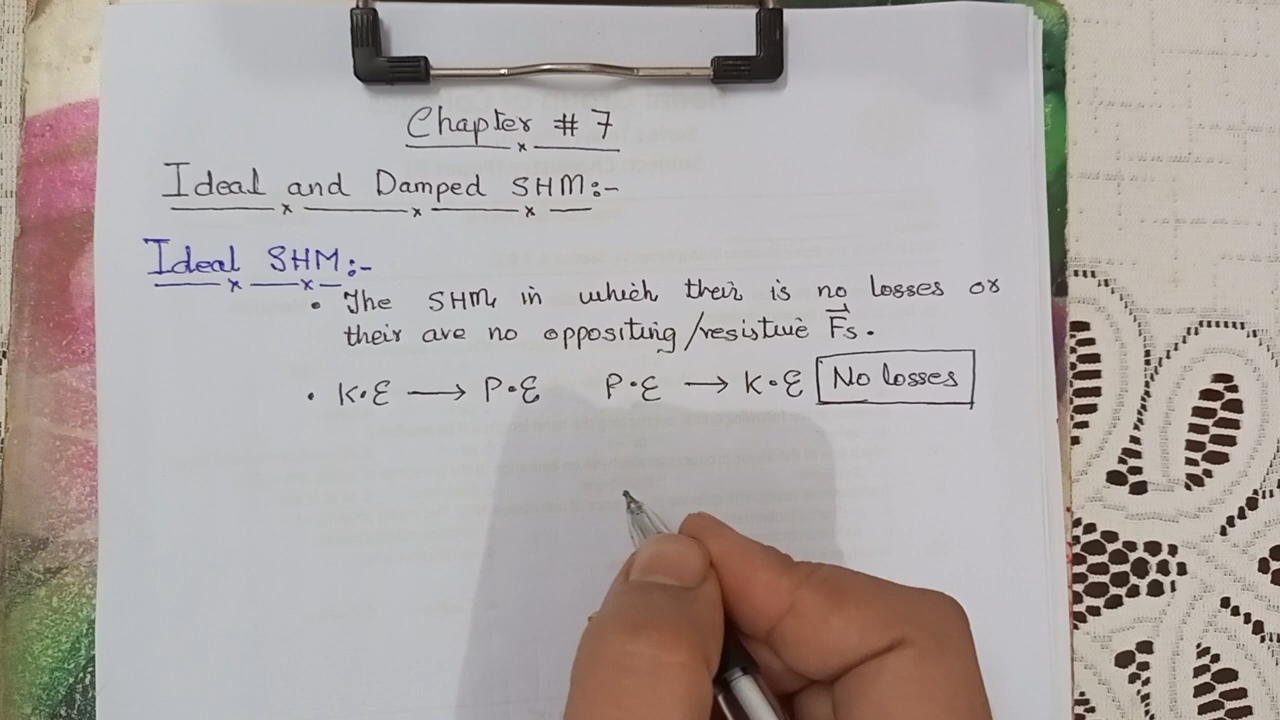 Chapter # 7
Ideal and Damped SHM:-
Ideal SHM:-
• The SHM in which their is no losses or
their are no oppositing/resistive F⃗s.
• K.E → P.E P.E → K.E No losses